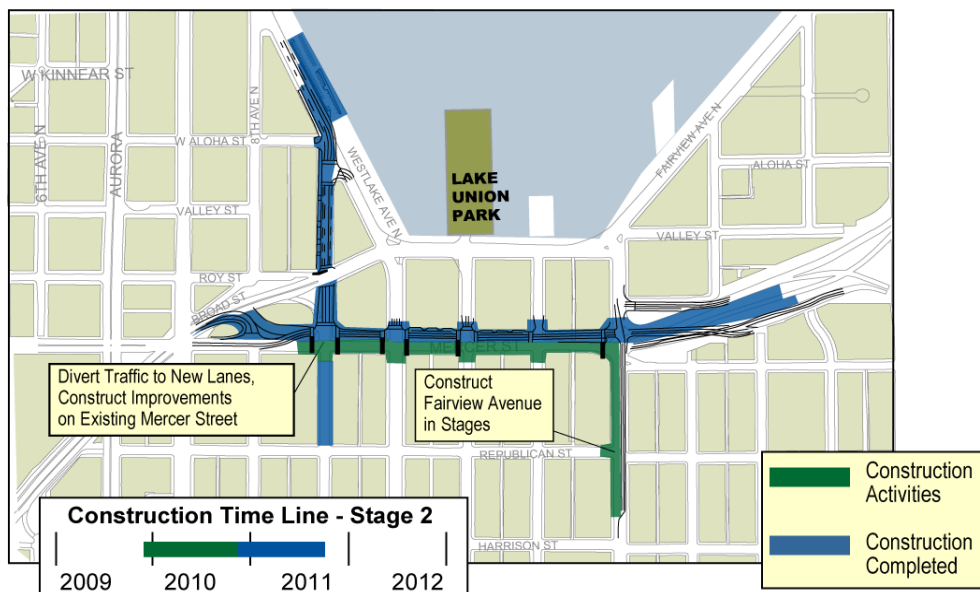 W KINNEAR ST
6TH AVE N
AURORA
8TH AVE N
W ALOHA ST
VALLEY ST
ROY ST
BROAD ST
WESTLAKE AVE N
LAKE
UNION
PARK
FAIRVIEW AVE N
ALOHA ST
VALLEY ST
MERCER ST
Divert Traffic to New Lanes,
Construct Improvements
on Existing Mercer Street
Construct
Fairview Avenue
in Stages
REPUBLICAN ST
HARRISON ST
Construction Time Line - Stage 2
2009 2010 2011 2012
Construction
Activities
Construction
Completed